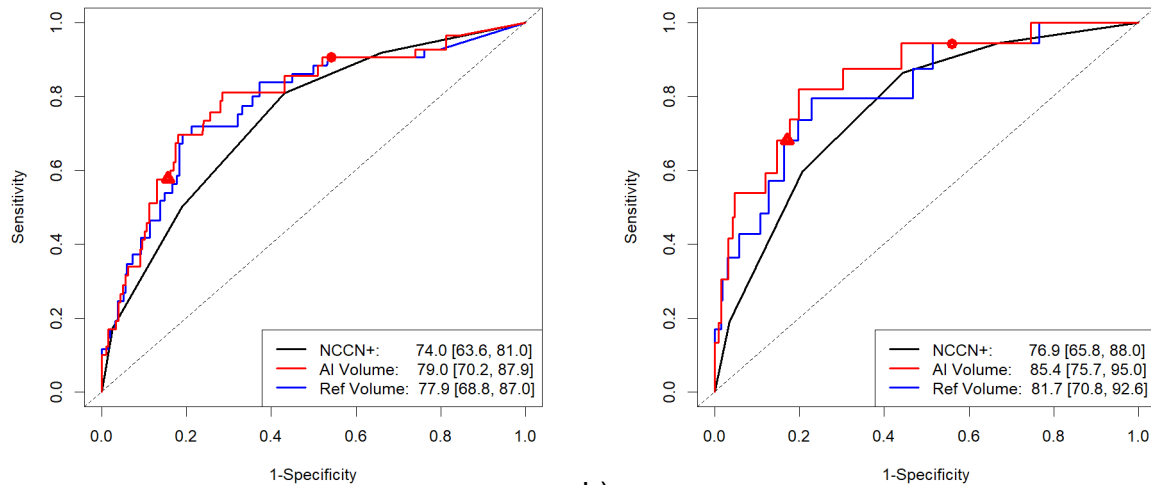 1.0
0.8
0.6
0.4
0.2
0.0
Sensitivity
NCCN+: 74.0 [63.6, 81.0]
AI Volume: 79.0 [70.2, 87.9]
Ref Volume: 77.9 [68.8, 87.0]
0.0 0.2 0.4 0.6 0.8 1.0
1-Specificity
1.0
0.8
0.6
0.4
0.2
0.0
Sensitivity
NCCN+: 76.9 [65.8, 88.0]
AI Volume: 85.4 [75.7, 95.0]
Ref Volume: 81.7 [70.8, 92.6]
0.0 0.2 0.4 0.6 0.8 1.0
1-Specificity